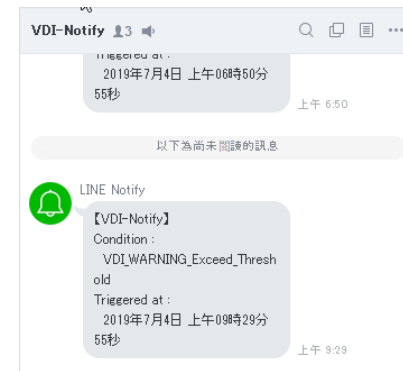 VDI-Notify 3
Triggered at :
2019年7月4日 上午06時50分
55秒
上午 6:50
以下為尚未閱讀的訊息
LINE Notify
【VDI-Notify】
Condition :
VDI_WARNING_Exceed_Thresh
old
Triggered at :
2019年7月4日 上午09時29分
55秒
上午 9:29